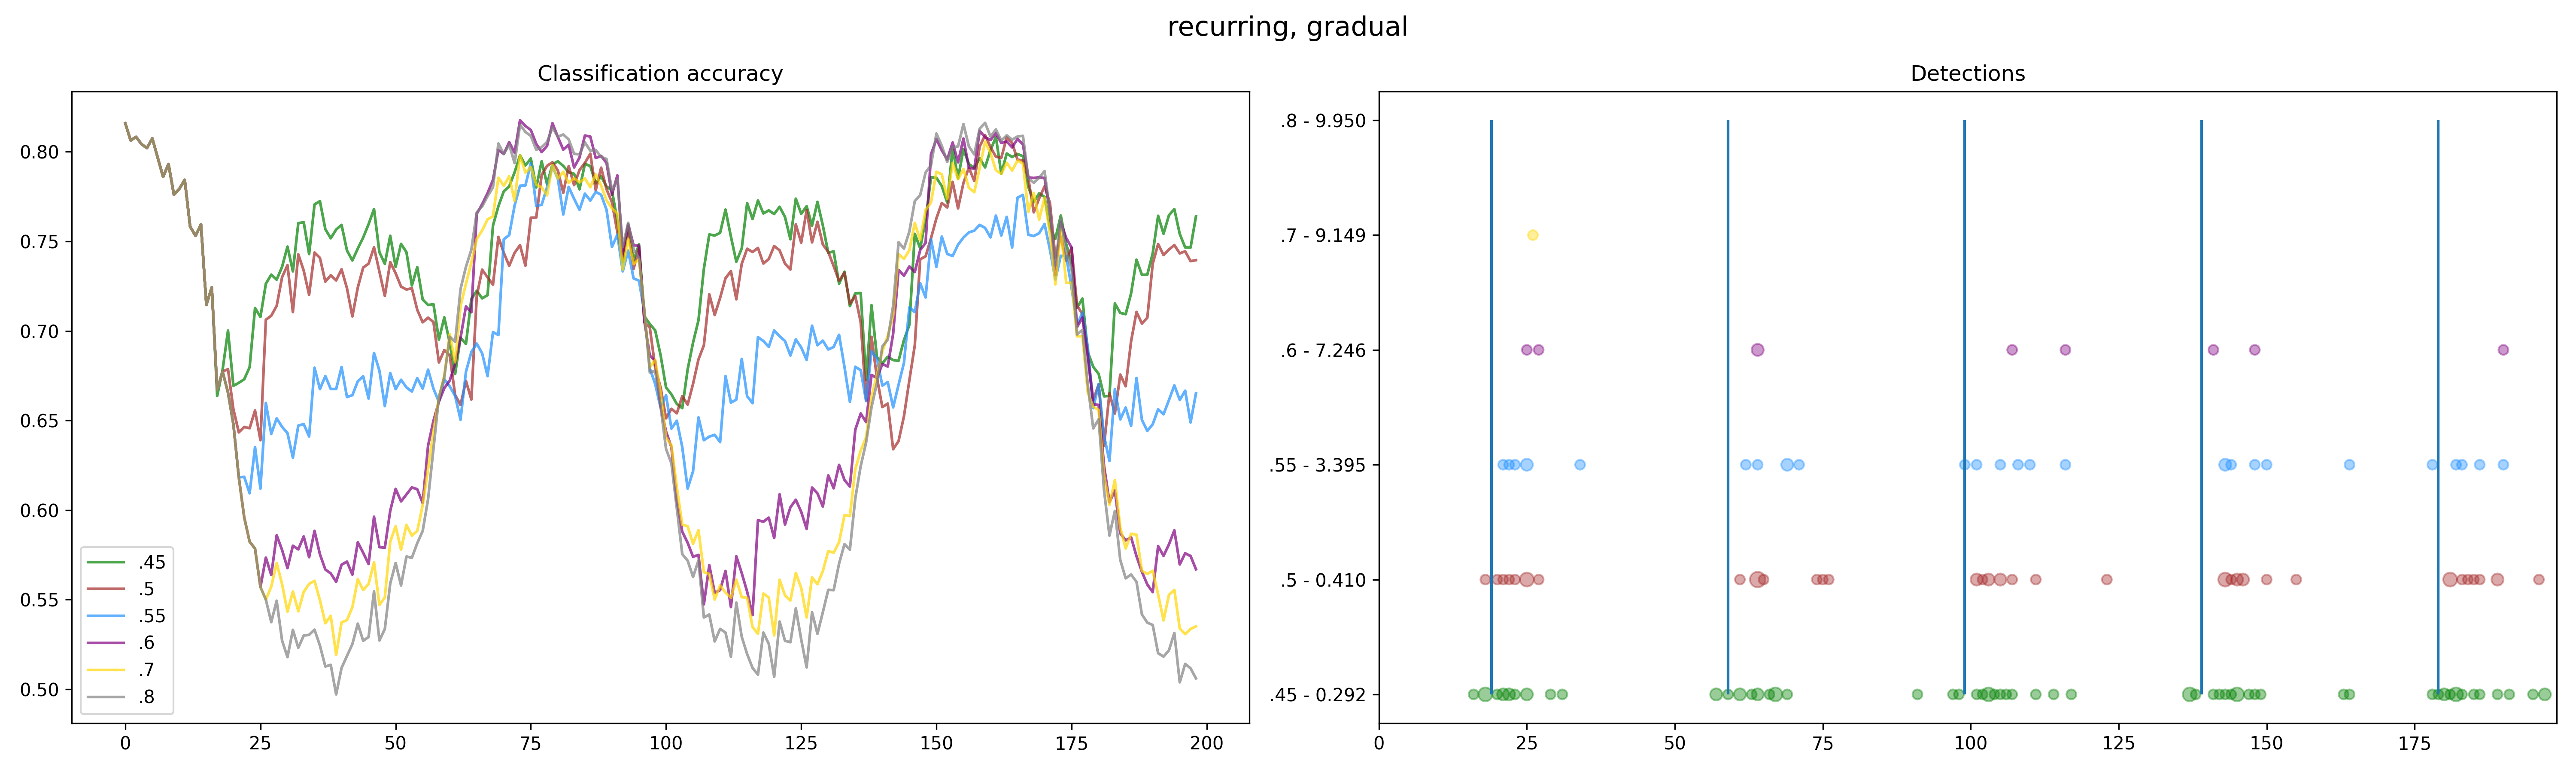 recurring, gradual
Classification accuracy
0.80
0.75
0.70
0.65
0.60
0.55
0.50
.45
.5
.55
.6
.7
.8
0 25 50 75 100 125 150 175 200
Detections
.8 - 9.950
.7 - 9.149
.6 - 7.246
.55 - 3.395
.5 - 0.410
.45 - 0.292
0 25 50 75 100 125 150 175